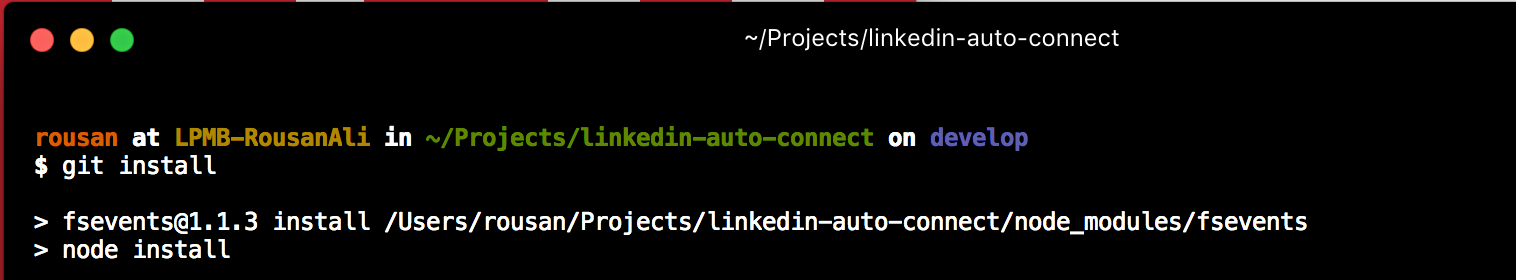 ~/Projects/linkedin-auto-connect
rousan at LPMB-RousanAli in ~/Projects/linkedin-auto-connect on develop
$ git install
> fsevents@1.1.3 install /Users/rousan/Projects/linkedin-auto-connect/node_modules/fsevents
> node install